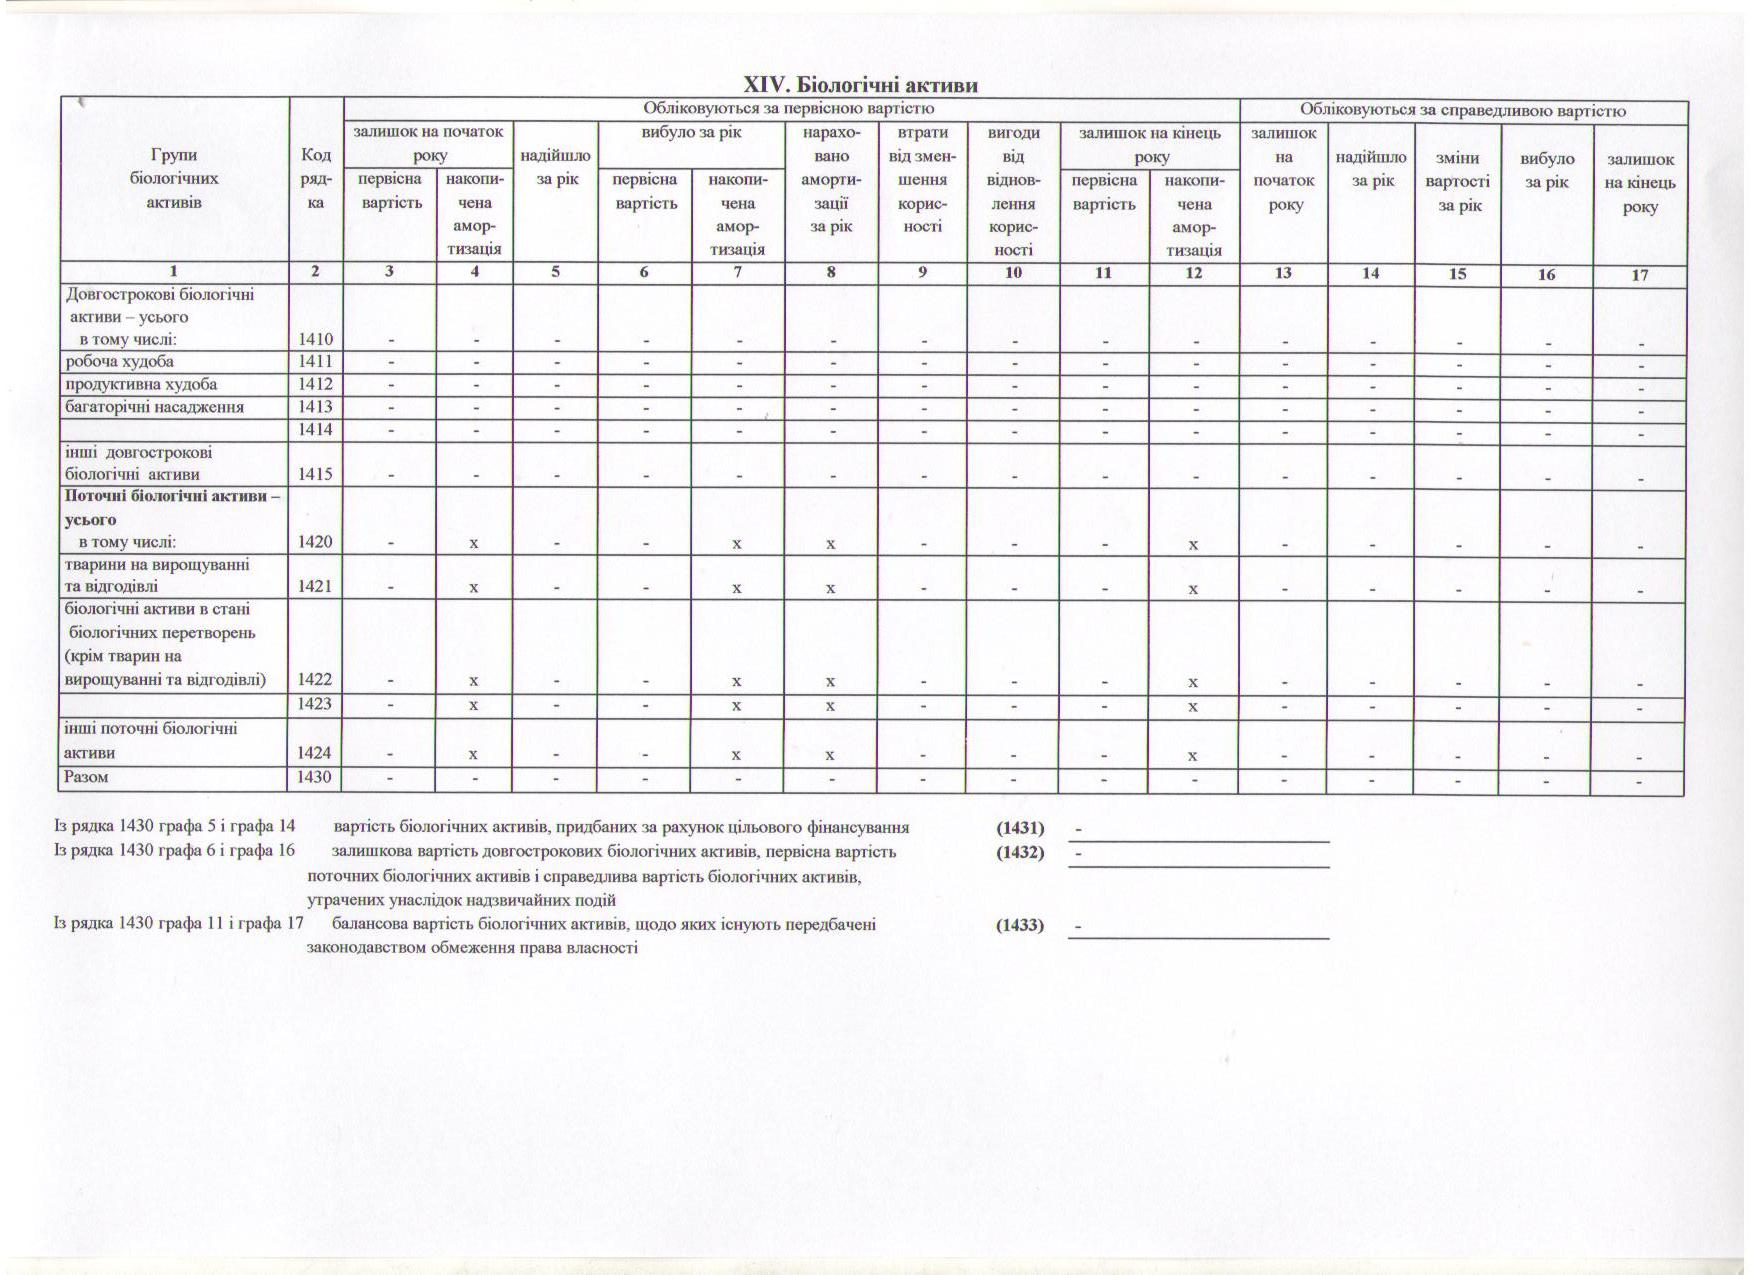 XIV. Біологічні активи
Групи біологічних активів
Код ряд-ка
Обліковуються за первісною вартістю
Обліковуються за справедливою вартістю
залишок на початок року
надійшло за рік
вибуло за рік
нарахо-вано аморти-зації за рік
втрати від змен-шення корис-ності
вигоди від віднов-лення корис-ності
залишок на кінець року
залишок на початок року
надійшло за рік
зміни вартості за рік
вибуло за рік
залишок на кінець року
первісна вартість
накопи-чена амор-тизація
первісна вартість
накопи-чена амор-тизація
первісна вартість
накопи-чена амор-тизація
1 2 3 4 5 6 7 8 9 10 11 12 13 14 15 16 17
Довгострокові біологічні
активи – усього
в тому числі: 1410 - - - - - - - - - - - - - - -
робоча худоба 1411 - - - - - - - - - - - - - - -
продуктивна худоба 1412 - - - - - - - - - - - - - - -
багаторічні насадження 1413 - - - - - - - - - - - - - - -
1414 - - - - - - - - - - - - - - -
інші довгострокові
біологічні активи 1415 - - - - - - - - - - - - - - -
Поточні біологічні активи –
усього
в тому числі: 1420 - х - - х х - - - х - - - - -
тварини на вирощуванні
та відгодівлі 1421 - х - - х х - - - х - - - - -
біологічні активи в стані
біологічних перетворень
(крім тварин на
вирощуванні та відгодівлі) 1422 - х - - х х - - - х - - - - -
1423 - х - - х х - - - х - - - - -
інші поточні біологічні
активи 1424 - х - - х х - - - х - - - - -
Разом 1430 - - - - - - - - - - - - - - -
Із рядка 1430 графа 5 і графа 14 вартість біологічних активів, придбаних за рахунок цільового фінансування (1431) -
Із рядка 1430 графа 6 і графа 16 залишкова вартість довгострокових біологічних активів, первісна вартість (1432) -
поточних біологічних активів і справедлива вартість біологічних активів,
утрачених унаслідок надзвичайних подій
Із рядка 1430 графа 11 і графа 17 балансова вартість біологічних активів, щодо яких існують передбачені (1433) -
законодавством обмеження права власності